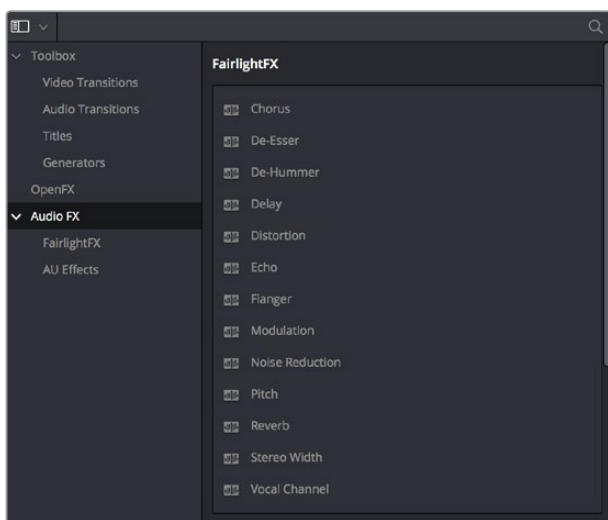 Toolbox
Video Transitions
Audio Transitions
Titles
Generators
OpenFX
Audio FX
FairlightFX
AU Effects
FairlightFX
Chorus
De-Esser
De-Hummer
Delay
Distortion
Echo
Flanger
Modulation
Noise Reduction
Pitch
Reverb
Stereo Width
Vocal Channel